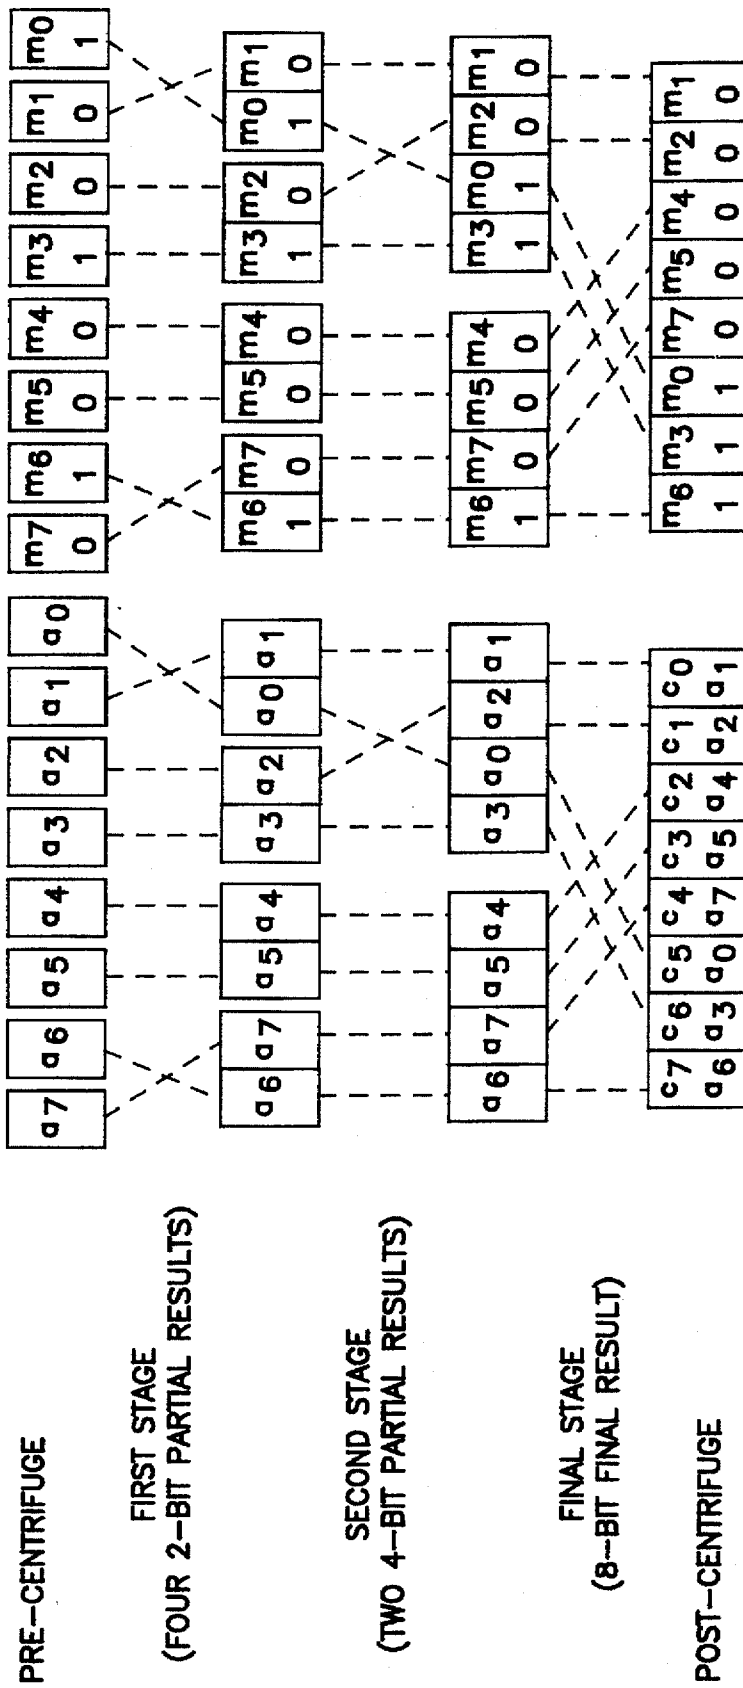 PRE–CENTRIFUGE
a7 a6 a5 a4 a3 a2 a1 a0 m7 m6 m5 m4 m3 m2 m1 m0
0 1 0 0 1 0 0 1
FIRST STAGE
(FOUR 2–BIT PARTIAL RESULTS)
a6 a7 a5 a4 a3 a2 a0 a1 m6 m7 m5 m4 m3 m2 m0 m1
1 0 0 0 1 0 1 0
SECOND STAGE
(TWO 4–BIT PARTIAL RESULTS)
a6 a7 a5 a4 a3 a0 a2 a1 m6 m7 m5 m4 m3 m0 m2 m1
1 0 0 0 1 1 0 0
FINAL STAGE
(8–BIT FINAL RESULT)
POST–CENTRIFUGE
c7 c6 c5 c4 c3 c2 c1 c0 m6 m3 m0 m7 m5 m4 m2 m1
a6 a3 a0 a7 a5 a4 a2 a1 1 1 1 0 0 0 0 0